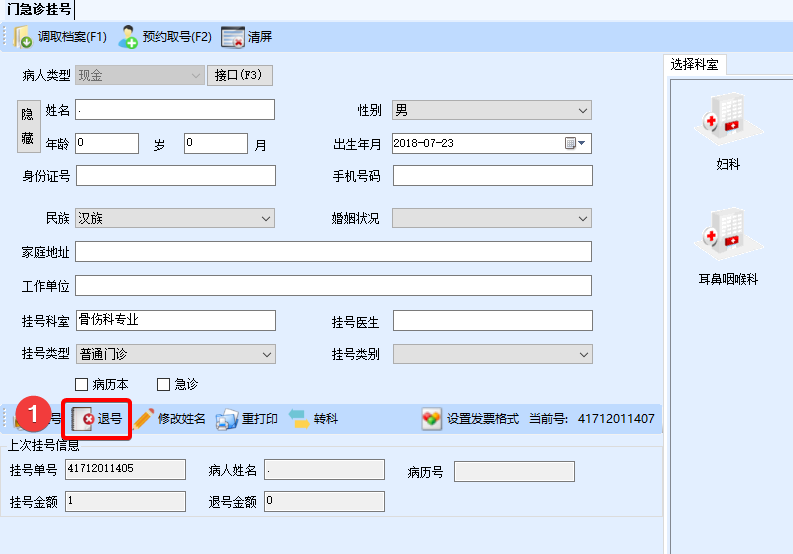 门急诊挂号
调取档案(F1) 预约取号(F2) 清屏
选择科室
病人类型 现金 接口(F3)
隐藏
姓名 . 性别 男
年龄 0 岁 0 月 出生年月 2018-07-23
身份证号 手机号码
民族 汉族 婚姻状况
家庭地址
工作单位
挂号科室 骨伤科专业 挂号医生
挂号类型 普通门诊 挂号类别
病历本 急诊
妇科
耳鼻咽喉科
1 号 退号 修改姓名 重打印 转科 设置发票格式 当前号: 41712011407
上次挂号信息
挂号单号 41712011405 病人姓名 . 病历号
挂号金额 1 退号金额 0